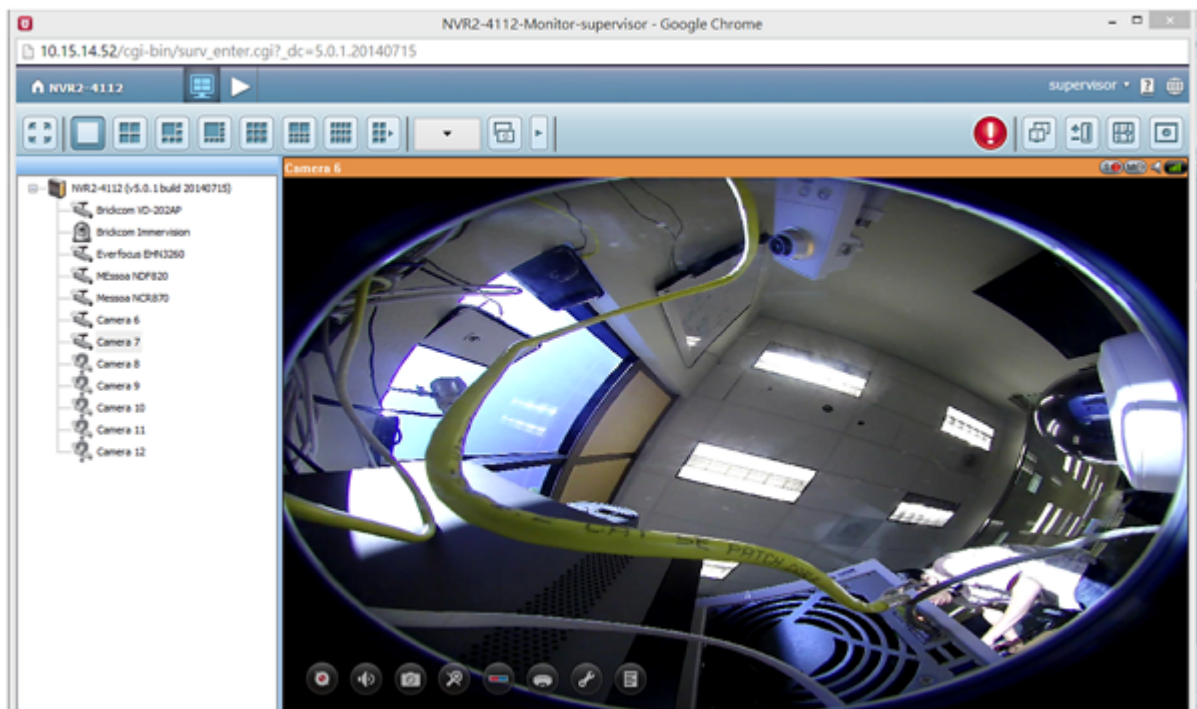 NVR2-4112-Monitor-supervisor - Google Chrome
10.15.14.52/cgi-bin/surv_enter.cgi?_dc=5.0.1.20140715
NVR2-4112
supervisor
Camera 6
NVR2-4112 (v5.0.1 build 20140715)
Brickcom VD-202AP
Brickcom Immervision
Everfocus EHN3260
MEssoa NDF820
Messoa NCR870
Camera 6
Camera 7
Camera 8
Camera 9
Camera 10
Camera 11
Camera 12
CAT 5E PATCH